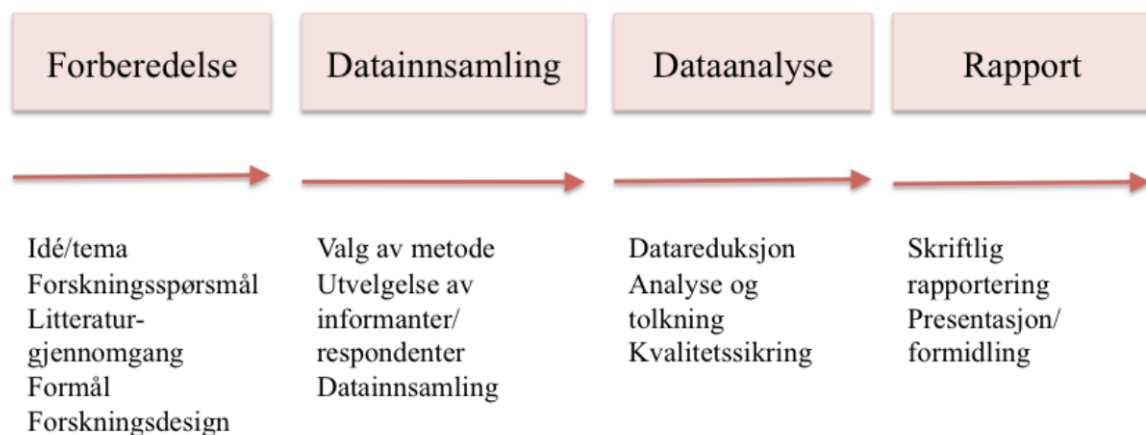 Forberedelse
Datainnsamling
Dataanalyse
Rapport
Idé/tema
Forskningsspørsmål
Litteratur-
gjennomgang
Formål
Forskningsdesign
Valg av metode
Utvelgelse av
informanter/
respondenter
Datainnsamling
Datareduksjon
Analyse og
tolkning
Kvalitetssikring
Skriftlig
rapportering
Presentasjon/
formidling